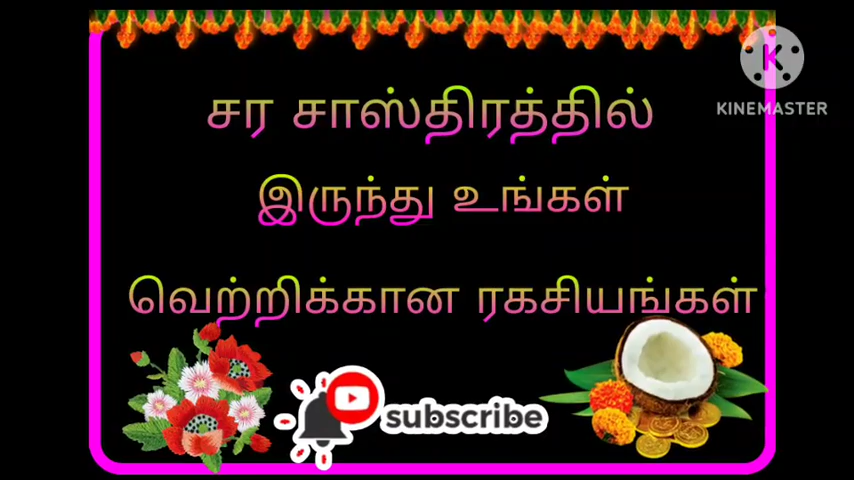 சர சாஸ்திரத்தில்
KINEMASTER
இருந்து உங்கள்
வெற்றிக்கான ரகசியங்கள்
subscribe